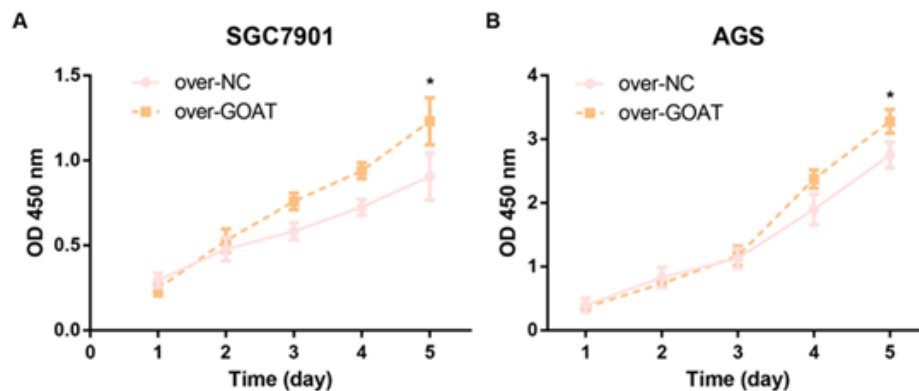 A
SGC7901
over-NC
over-GOAT
*
OD 450 nm
1.5
1.0
0.5
0.0
0 1 2 3 4 5
Time (day)
B
AGS
over-NC
over-GOAT
*
OD 450 nm
4
3
2
1
0
1 2 3 4 5
Time (day)